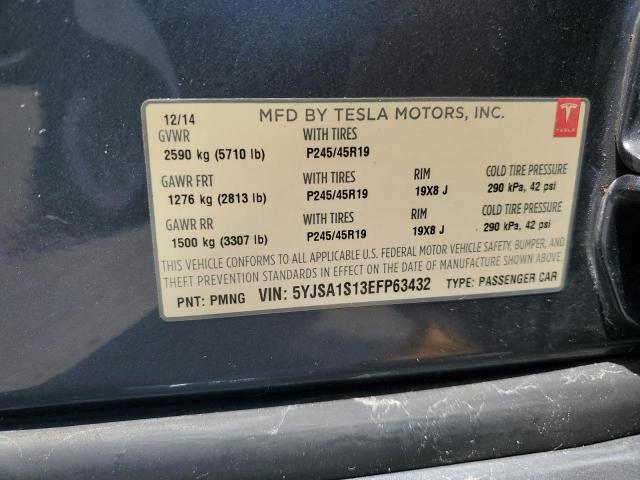 12/14 MFD BY TESLA MOTORS, INC.
GVWR WITH TIRES
2590 kg (5710 lb) P245/45R19
GAWR FRT WITH TIRES RIM COLD TIRE PRESSURE
1276 kg (2813 lb) P245/45R19 19X8 J 290 kPa, 42 psi
GAWR RR WITH TIRES RIM COLD TIRE PRESSURE
1500 kg (3307 lb) P245/45R19 19X8 J 290 kPa, 42 psi
THIS VEHICLE CONFORMS TO ALL APPLICABLE U.S. FEDERAL MOTOR VEHICLE SAFETY, BUMPER, AND
THEFT PREVENTION STANDARDS IN EFFECT ON THE DATE OF MANUFACTURE SHOWN ABOVE.
PNT: PMNG VIN: 5YJSA1S13EFP63432 TYPE: PASSENGER CAR
TESLA